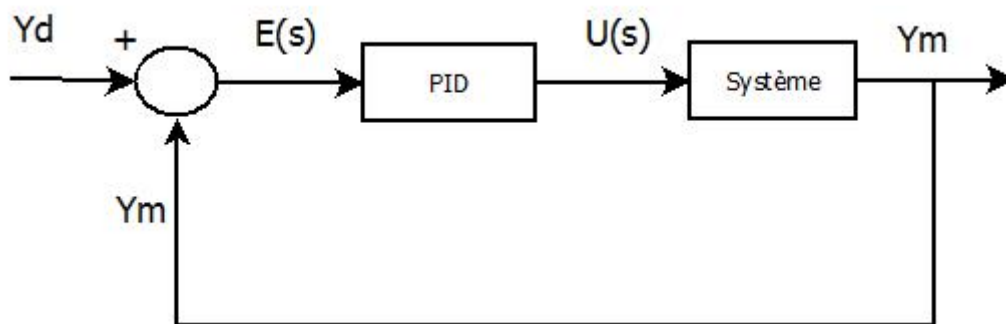 Yd
+
E(s)
PID
U(s)
Système
Ym
Ym